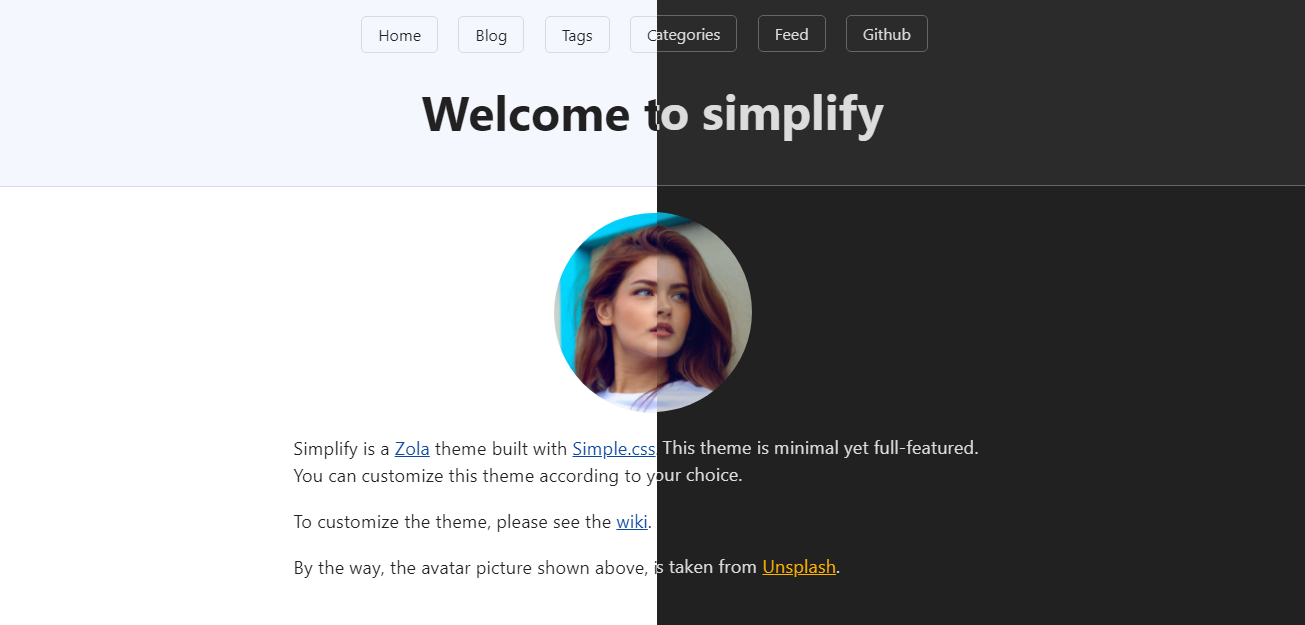 Home Blog Tags Categories Feed Github
Welcome to simplify
Simplify is a Zola theme built with Simple.css. This theme is minimal yet full-featured.
You can customize this theme according to your choice.
To customize the theme, please see the wiki.
By the way, the avatar picture shown above, is taken from Unsplash.